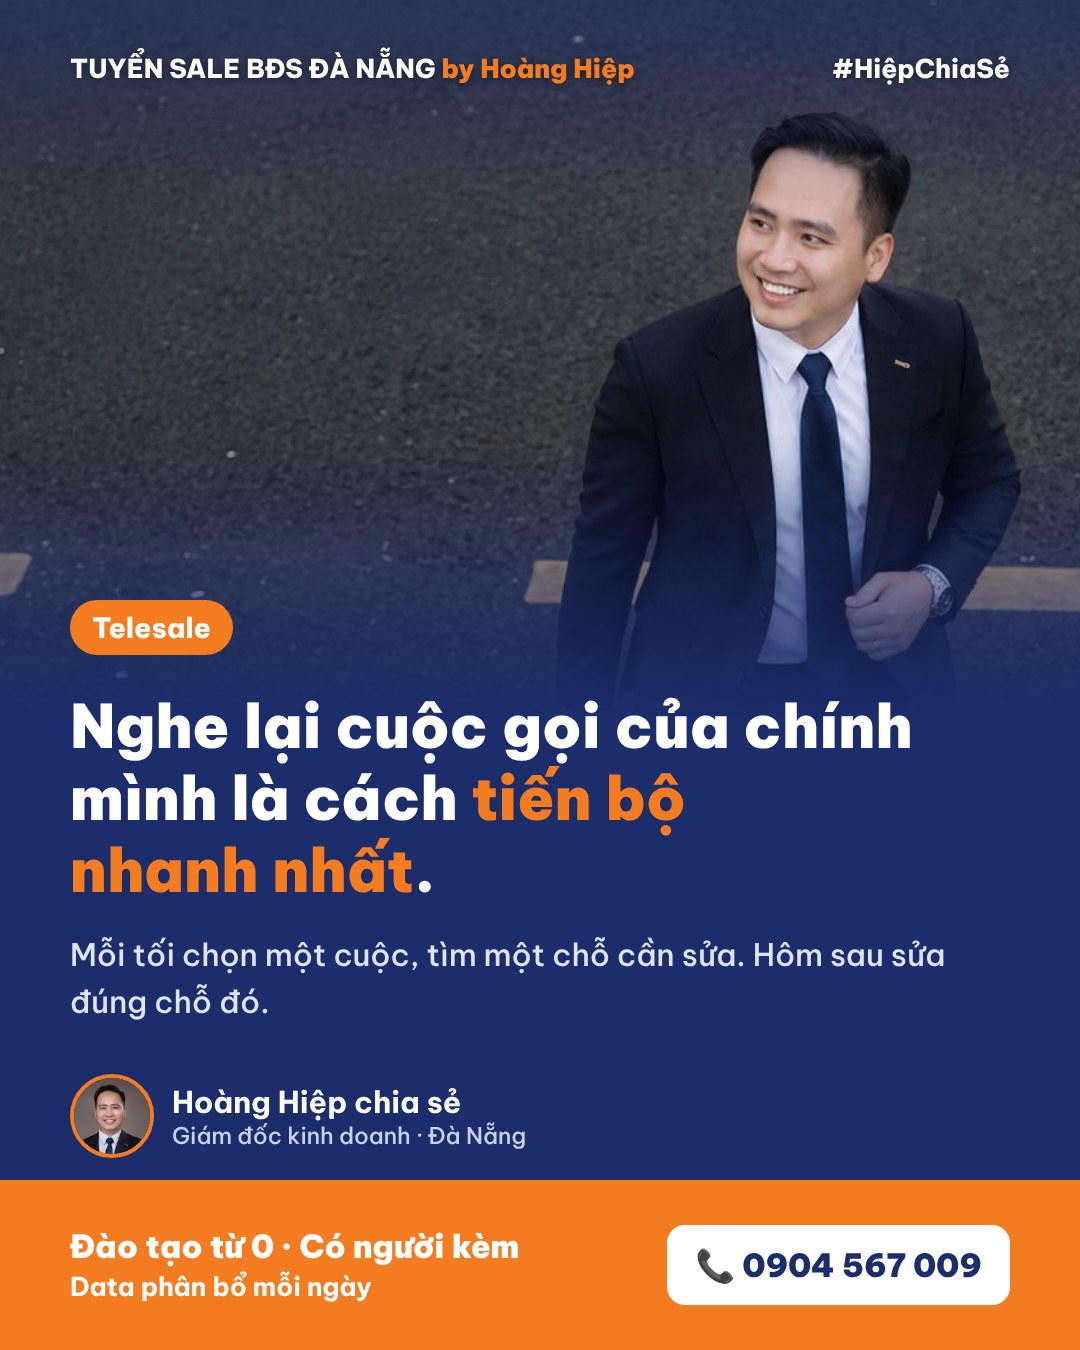 TUYỂN SALE BĐS ĐÀ NẴNG by Hoàng Hiệp
#HiệpChiaSẻ
Telesale
Nghe lại cuộc gọi của chính
mình là cách tiến bộ
nhanh nhất.
Mỗi tối chọn một cuộc, tìm một chỗ cần sửa. Hôm sau sửa
đúng chỗ đó.
Hoàng Hiệp chia sẻ
Giám đốc kinh doanh · Đà Nẵng
Đào tạo từ 0 · Có người kèm
Data phân bổ mỗi ngày
0904 567 009